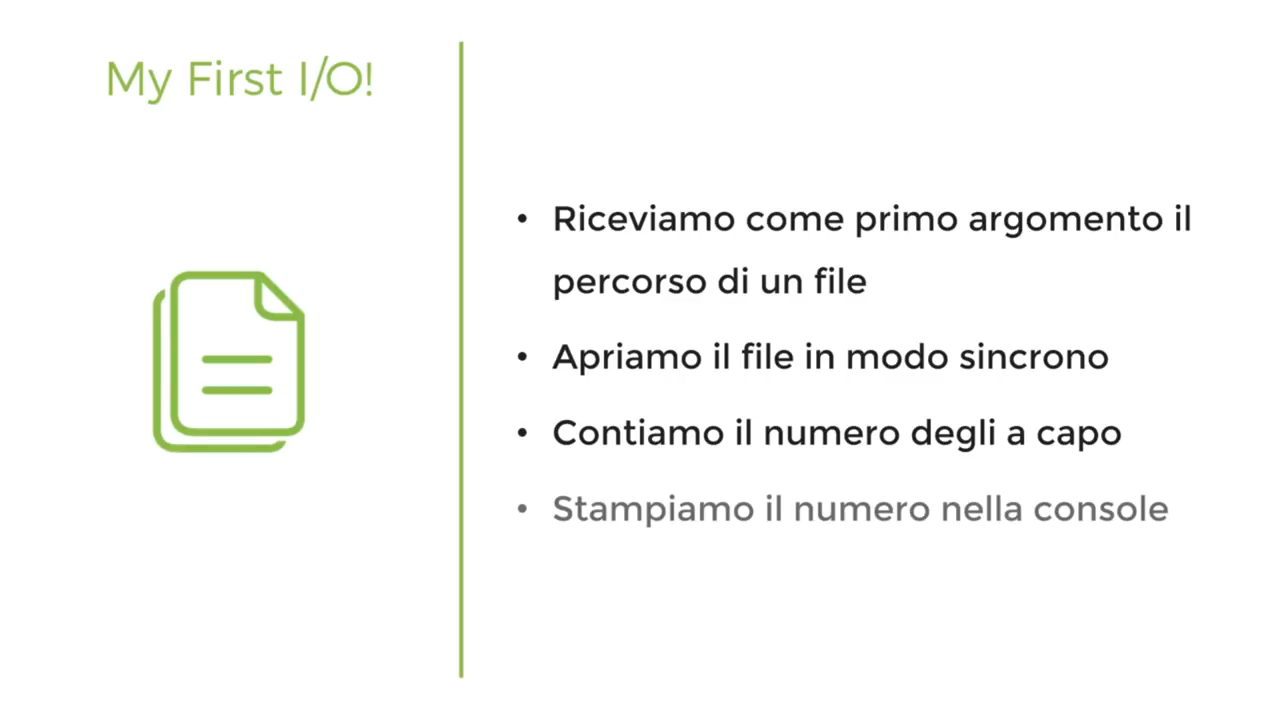 My First I/O!
• Riceviamo come primo argomento il
percorso di un file
• Apriamo il file in modo sincrono
• Contiamo il numero degli a capo
• Stampiamo il numero nella console